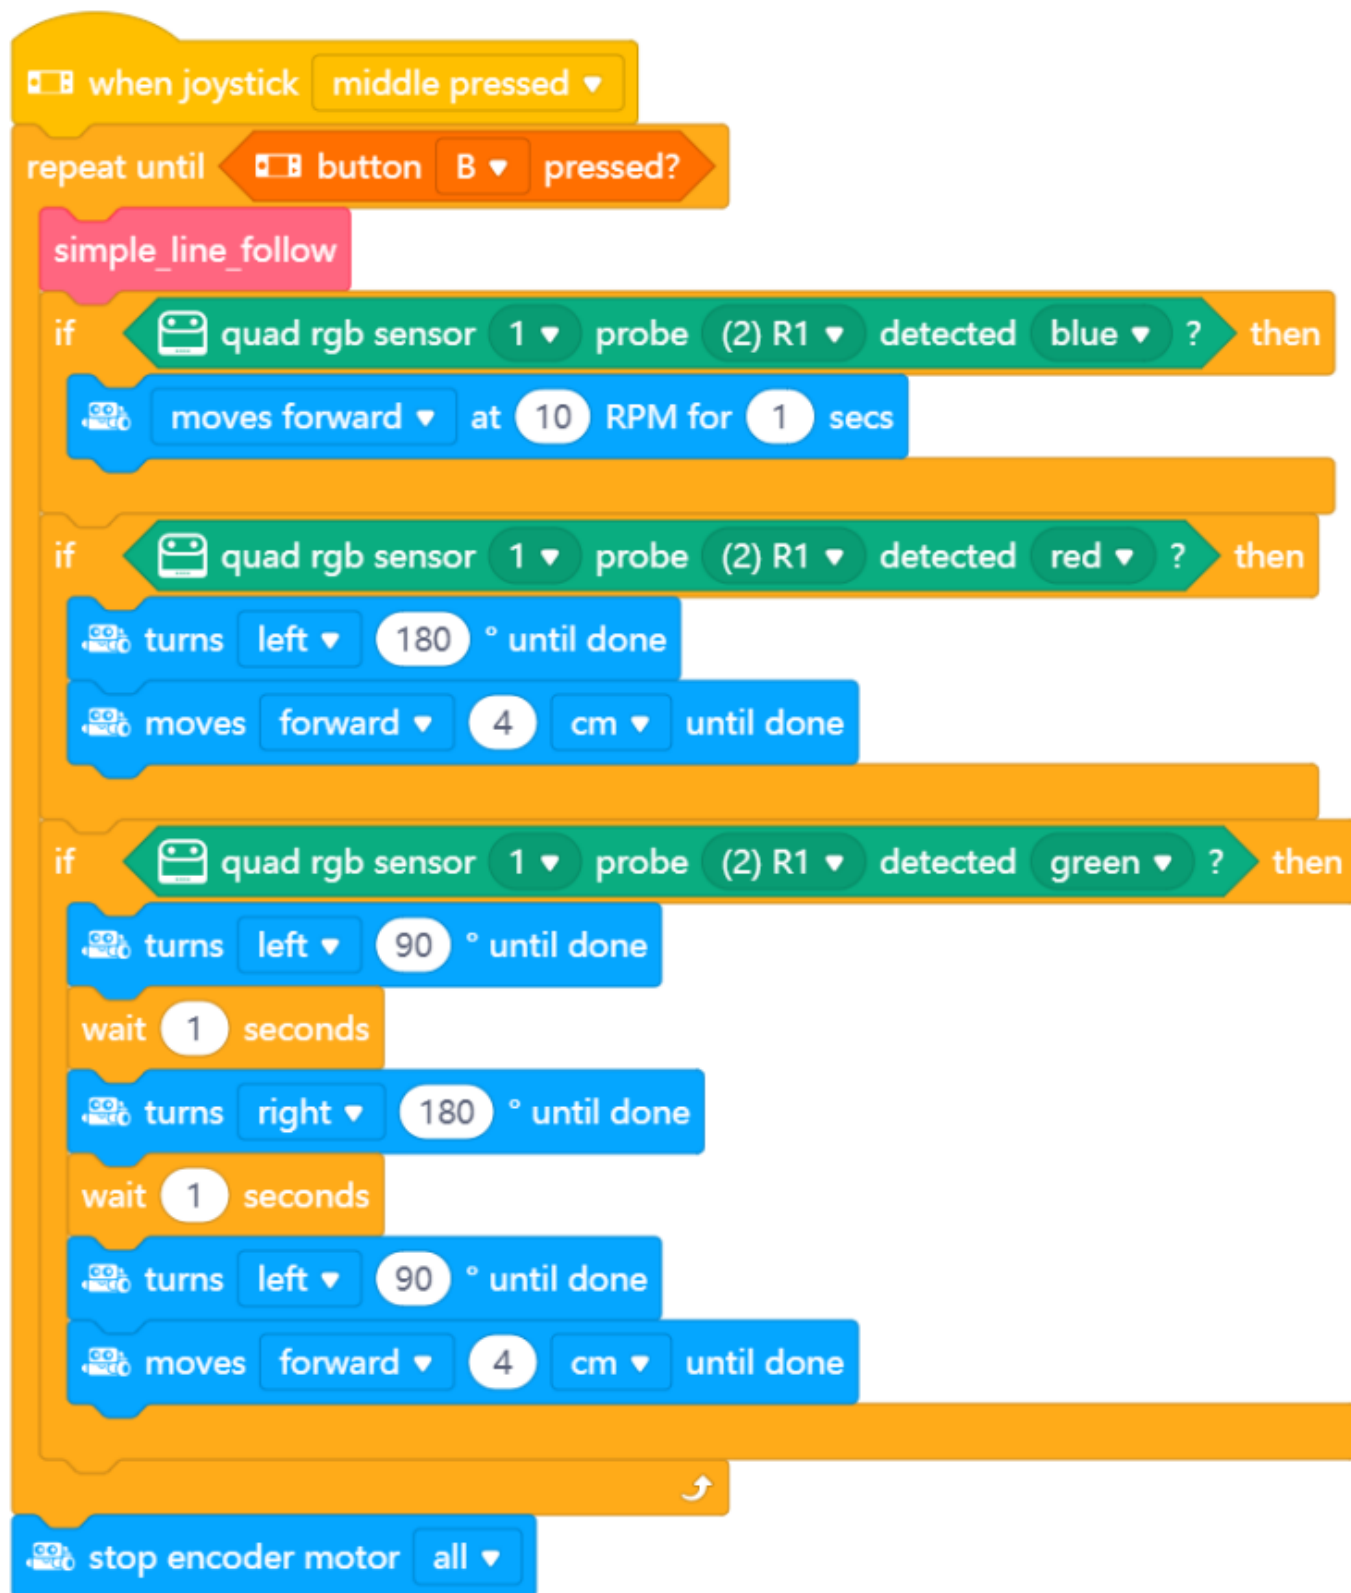 when joystick middle pressed
repeat until button B pressed?
simple_line_follow
if quad rgb sensor 1 probe (2) R1 detected blue ? then
moves forward at 10 RPM for 1 secs
if quad rgb sensor 1 probe (2) R1 detected red ? then
turns left 180 ° until done
moves forward 4 cm until done
if quad rgb sensor 1 probe (2) R1 detected green ? then
turns left 90 ° until done
wait 1 seconds
turns right 180 ° until done
wait 1 seconds
turns left 90 ° until done
moves forward 4 cm until done
stop encoder motor all